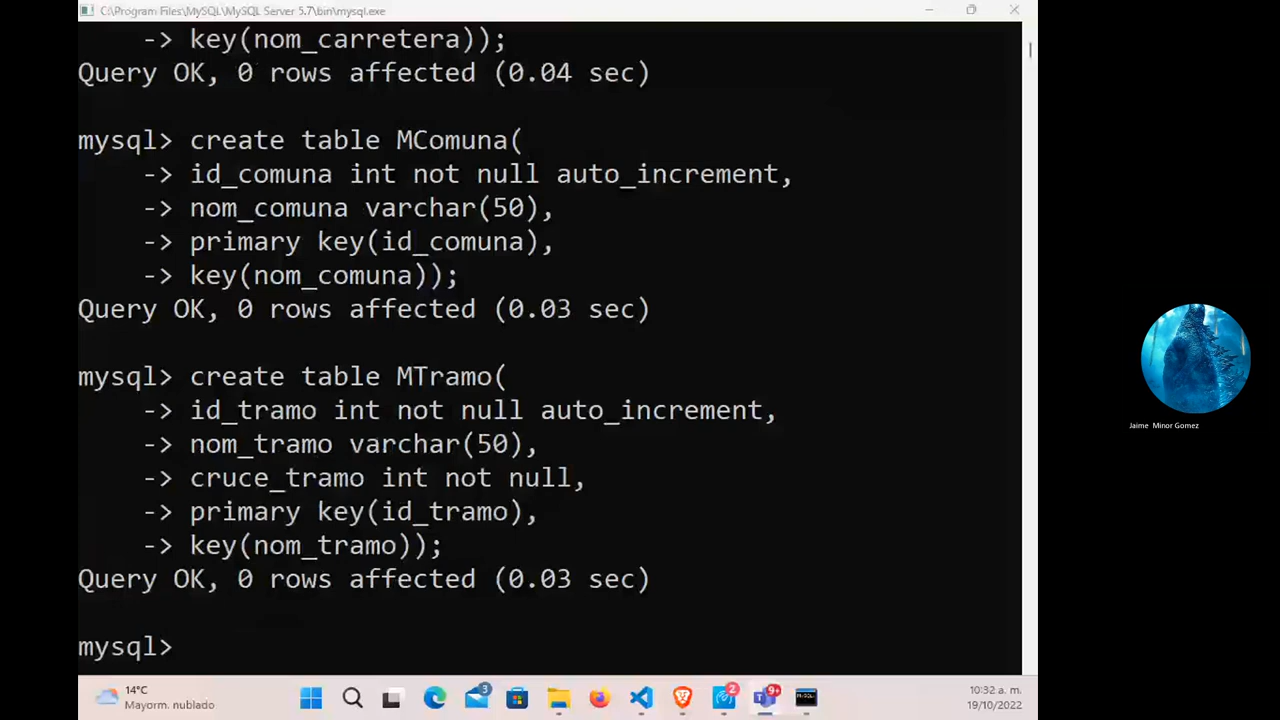 C:\Program Files\MySQL\MySQL Server 5.7\bin\mysql.exe
-> key(nom_carretera));
Query OK, 0 rows affected (0.04 sec)
mysql> create table MComuna(
-> id_comuna int not null auto_increment,
-> nom_comuna varchar(50),
-> primary key(id_comuna),
-> key(nom_comuna));
Query OK, 0 rows affected (0.03 sec)
mysql> create table MTramo(
-> id_tramo int not null auto_increment,
-> nom_tramo varchar(50),
-> cruce_tramo int not null,
-> primary key(id_tramo),
-> key(nom_tramo));
Query OK, 0 rows affected (0.03 sec)
mysql>
Jaime Minor Gomez
14°C
Mayorm. nublado
3
2
9+
10:32 a. m.
19/10/2022